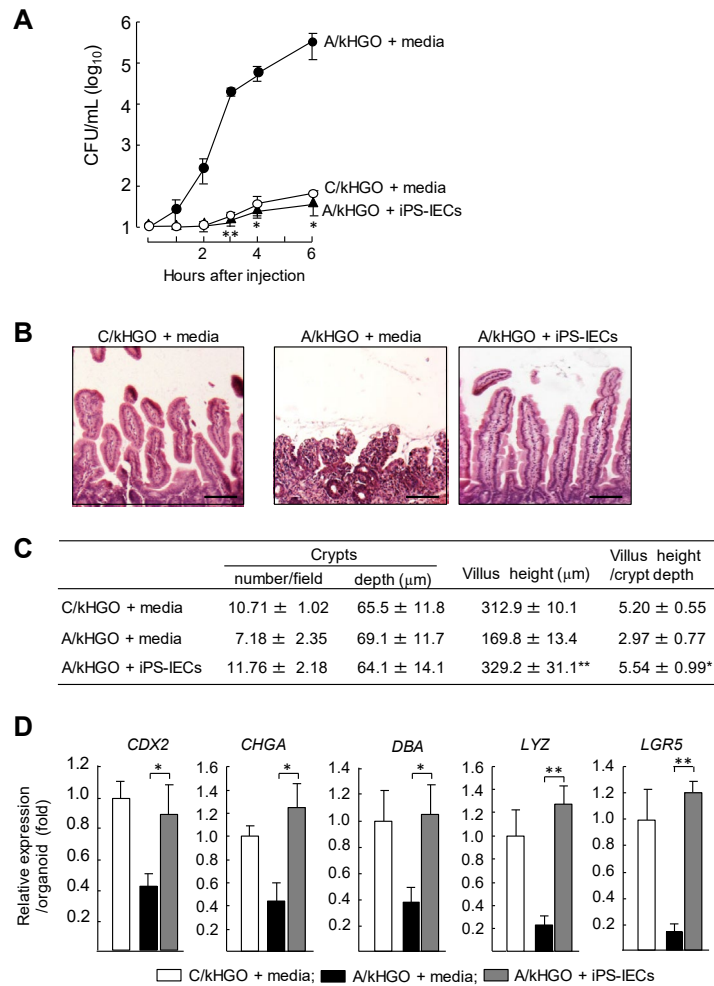 A
CFU/mL (log10)
6
5
4
3
2
1
A/kHGO + media
C/kHGO + media
A/kHGO + iPS-IECs
** * *
2 4 6
Hours after injection
B
C/kHGO + media A/kHGO + media A/kHGO + iPS-IECs
C
Crypts Villus height (μm) Villus height /crypt depth
number/field depth (μm)
C/kHGO + media 10.71 ± 1.02 65.5 ± 11.8 312.9 ± 10.1 5.20 ± 0.55
A/kHGO + media 7.18 ± 2.35 69.1 ± 11.7 169.8 ± 13.4 2.97 ± 0.77
A/kHGO + iPS-IECs 11.76 ± 2.18 64.1 ± 14.1 329.2 ± 31.1** 5.54 ± 0.99*
D
Relative expression
/organoid (fold)
CDX2
1.2
1.0
0.8
0.6
0.4
0.2
*
CHGA
1.6
1.4
1.2
1.0
0.8
0.6
0.4
0.2
*
DBA
1.4
1.2
1.0
0.8
0.6
0.4
0.2
*
LYZ
1.6
1.4
1.2
1.0
0.8
0.6
0.4
0.2
**
LGR5
1.4
1.2
1.0
0.8
0.6
0.4
0.2
**
C/kHGO + media; A/kHGO + media; A/kHGO + iPS-IECs